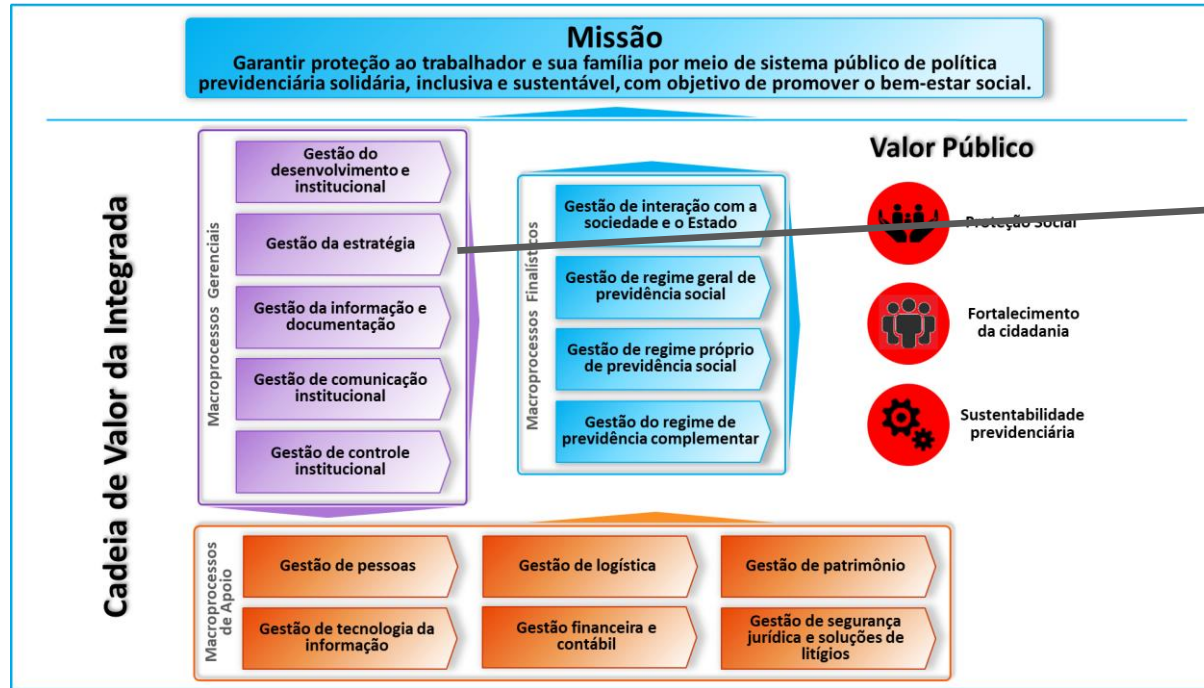 Missão
Garantir proteção ao trabalhador e sua família por meio de sistema público de política
previdenciária solidária, inclusiva e sustentável, com objetivo de promover o bem-estar social.
Cadeia de Valor da Integrada
Macroprocessos Gerenciais
Gestão do
desenvolvimento e
institucional
Gestão da estratégia
Gestão da informação e
documentação
Gestão de comunicação
institucional
Gestão de controle
institucional
Macroprocessos Finalísticos
Gestão de interação com a
sociedade e o Estado
Gestão de regime geral de
previdência social
Gestão de regime próprio
de previdência social
Gestão do regime de
previdência complementar
Valor Público
Proteção Social
Fortalecimento
da cidadania
Sustentabilidade
previdenciária
Macroprocessos
de Apoio
Gestão de pessoas
Gestão de logística
Gestão de patrimônio
Gestão de tecnologia da
informação
Gestão financeira e
contábil
Gestão de segurança
jurídica e soluções de
litígios